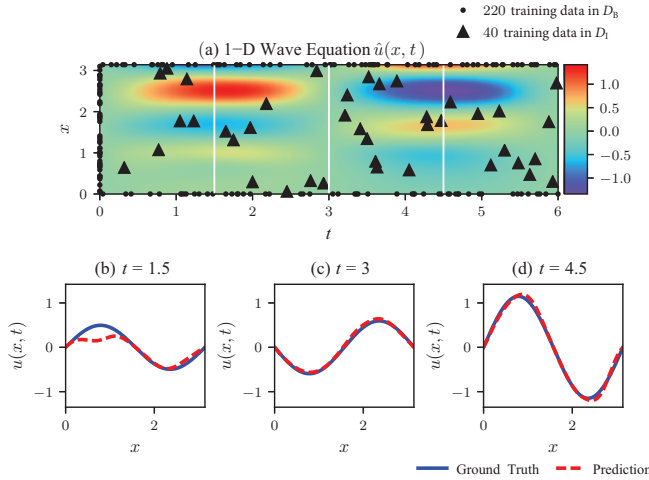 220 training data in D_B
40 training data in D_I
(a) 1–D Wave Equation û(x, t)
3
2
1
0
x
0
1
2
3
4
5
6
t
1.0
0.5
0.0
−0.5
−1.0
(b) t = 1.5
(c) t = 3
(d) t = 4.5
1
0
−1
u(x, t)
0
2
x
1
0
−1
u(x, t)
0
2
x
1
0
−1
u(x, t)
0
2
x
Ground Truth
Prediction